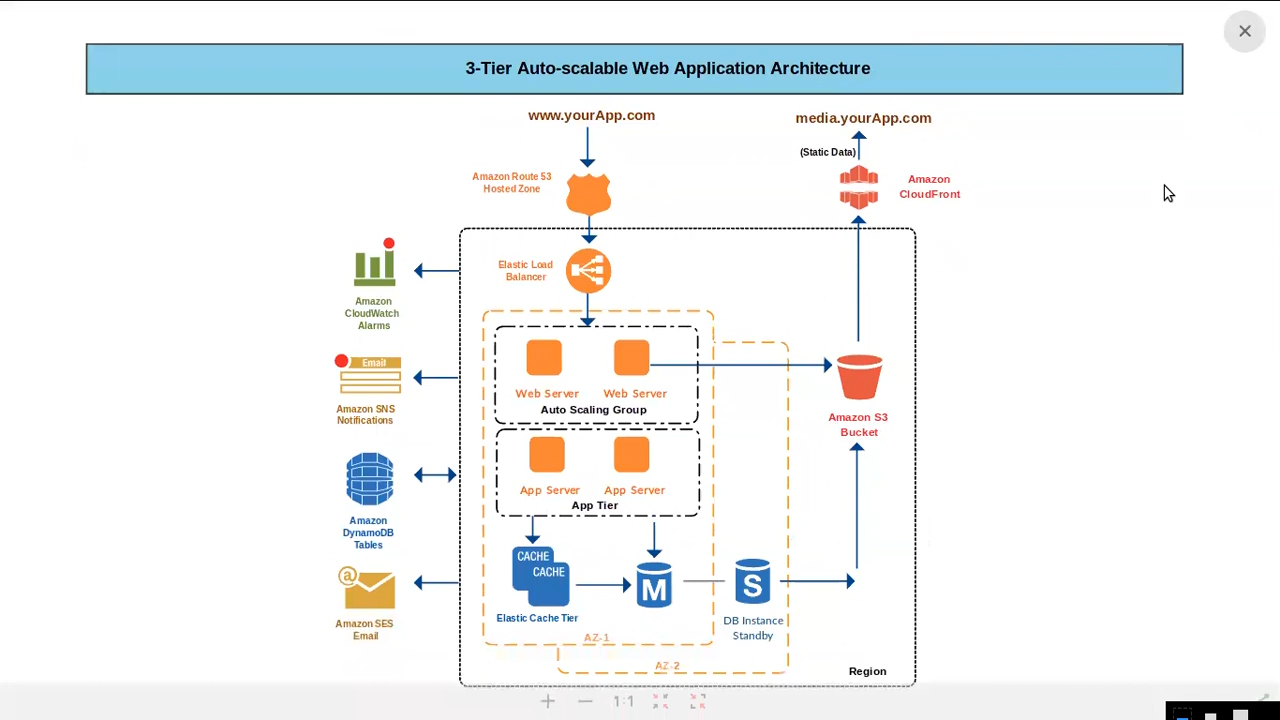 3-Tier Auto-scalable Web Application Architecture
www.yourApp.com
media.yourApp.com
(Static Data)
Amazon Route 53
Hosted Zone
Amazon
CloudFront
Elastic Load
Balancer
Amazon
CloudWatch
Alarms
Web Server
Web Server
Auto Scaling Group
Email
Amazon SNS
Notifications
Amazon S3
Bucket
App Server
App Server
App Tier
Amazon
DynamoDB
Tables
CACHE
CACHE
M
S
@
Elastic Cache Tier
DB Instance
Standby
Amazon SES
Email
AZ-1
AZ-2
Region
1:1